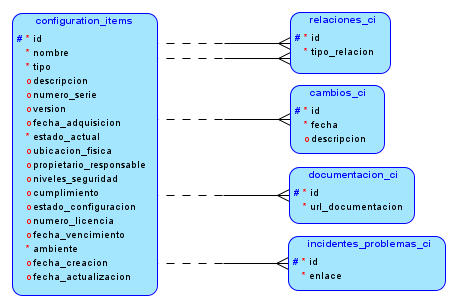 configuration_items
# * id
* nombre
* tipo
o descripcion
o numero_serie
o version
o fecha_adquisicion
* estado_actual
o ubicacion_fisica
o propietario_responsable
o niveles_seguridad
o cumplimiento
o estado_configuracion
o numero_licencia
o fecha_vencimiento
* ambiente
o fecha_creacion
o fecha_actualizacion
relaciones_ci
# * id
* tipo_relacion
cambios_ci
# * id
* fecha
o descripcion
documentacion_ci
# * id
* url_documentacion
incidentes_problemas_ci
# * id
* enlace